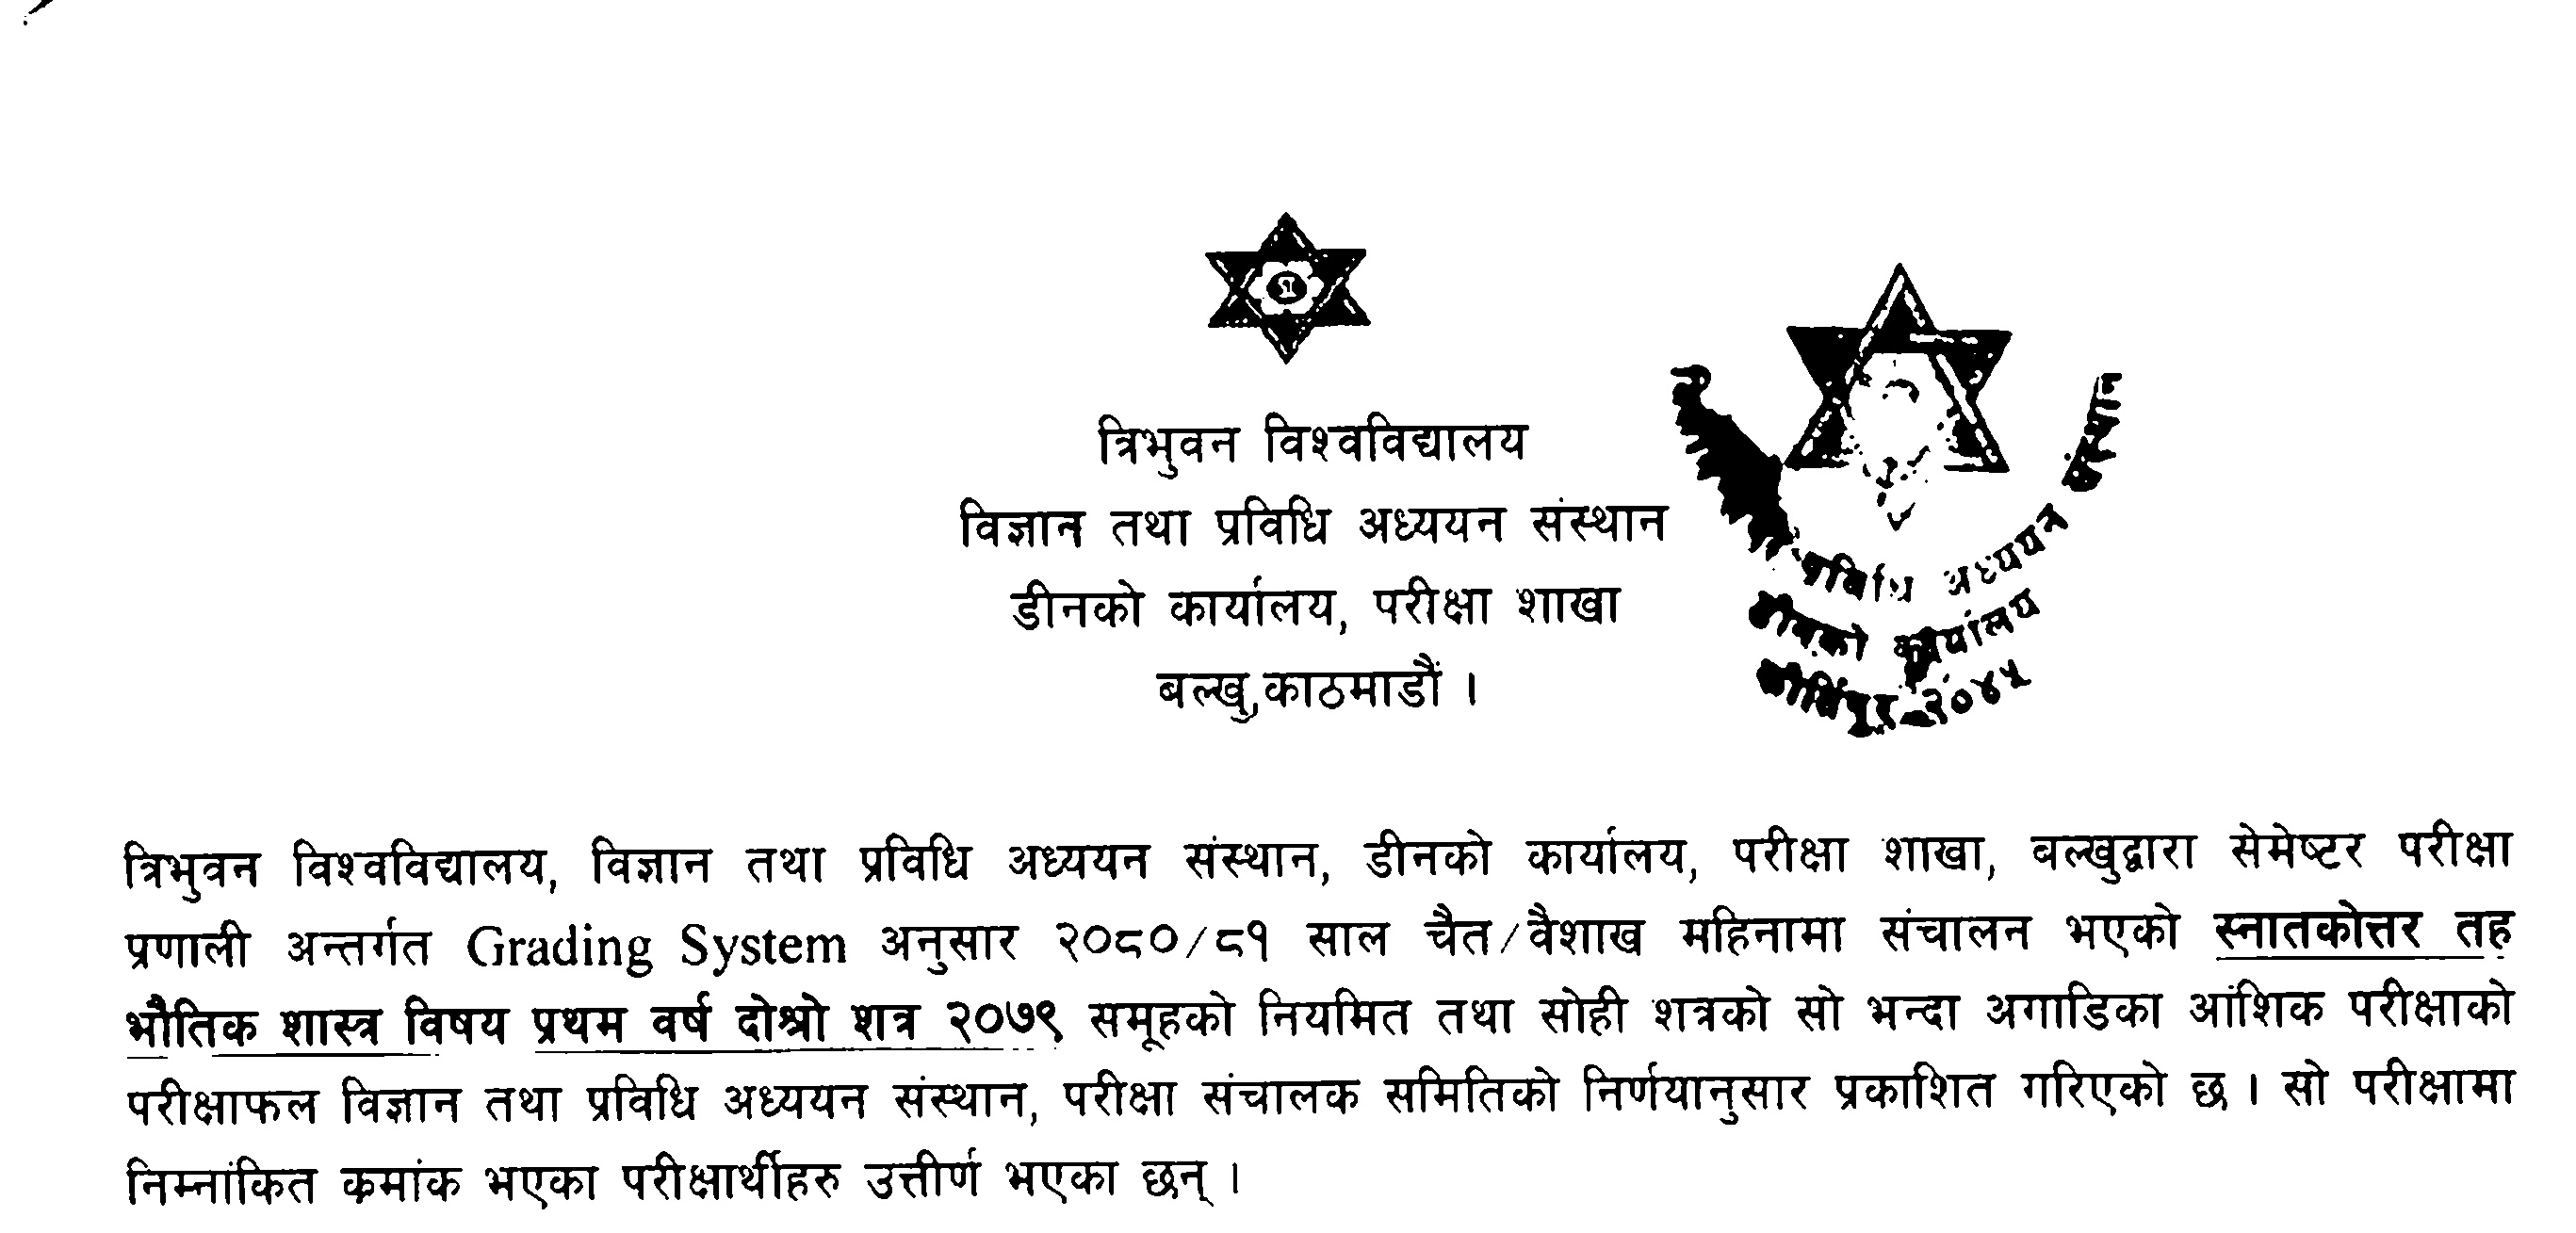 त्रिभुवन विश्वविद्यालय
विज्ञान तथा प्रविधि अध्ययन संस्थान
डीनको कार्यालय, परीक्षा शाखा
बल्खु,काठमाडौं ।
प्रविधि अध्ययन
डीनको कार्यालय
कीर्तिपुर २०४५
त्रिभुवन विश्वविद्यालय, विज्ञान तथा प्रविधि अध्ययन संस्थान, डीनको कार्यालय, परीक्षा शाखा, बल्खुद्वारा सेमेष्टर परीक्षा
प्रणाली अन्तर्गत Grading System अनुसार २०८०/८१ साल चैत/वैशाख महिनामा संचालन भएको स्नातकोत्तर तह
भौतिक शास्त्र विषय प्रथम वर्ष दोश्रो शत्र २०७९ समूहको नियमित तथा सोही शत्रको सो भन्दा अगाडिका आंशिक परीक्षाको
परीक्षाफल विज्ञान तथा प्रविधि अध्ययन संस्थान, परीक्षा संचालक समितिको निर्णयानुसार प्रकाशित गरिएको छ । सो परीक्षामा
निम्नांकित कमांक भएका परीक्षार्थीहरु उत्तीर्ण भएका छन् ।